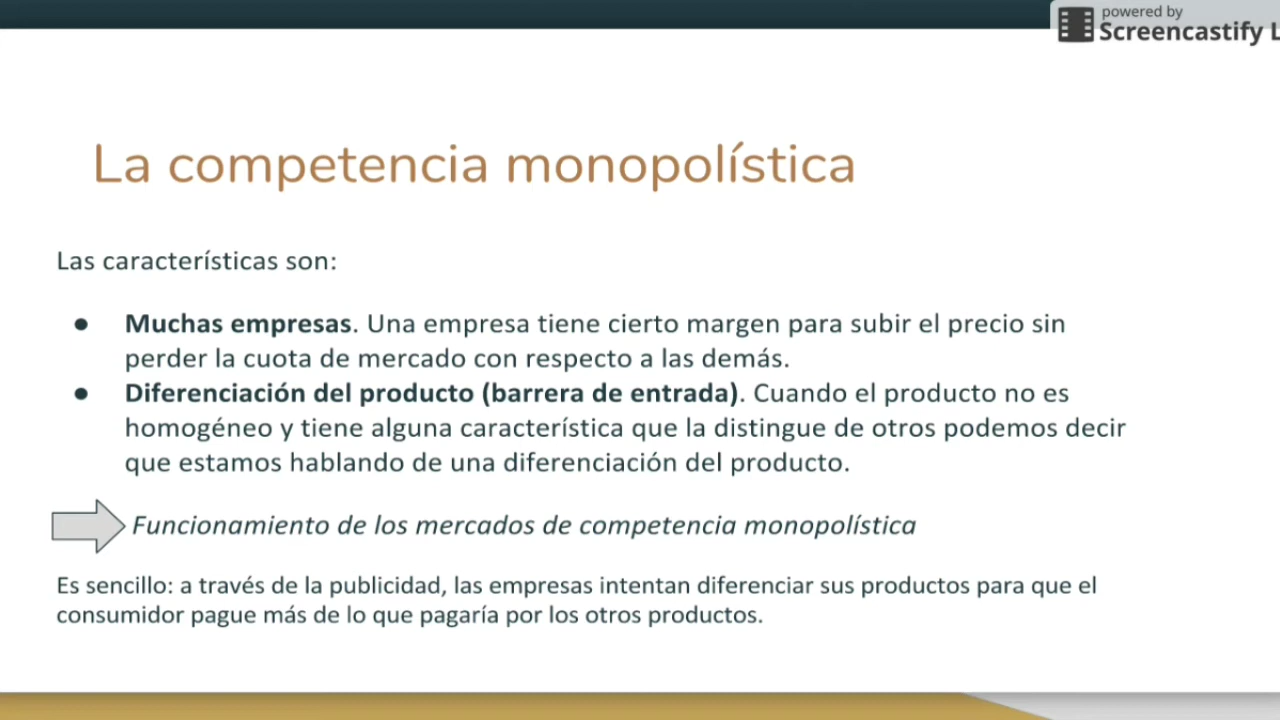 powered by
Screencastify L
La competencia monopolística
Las características son:
● Muchas empresas. Una empresa tiene cierto margen para subir el precio sin
perder la cuota de mercado con respecto a las demás.
● Diferenciación del producto (barrera de entrada). Cuando el producto no es
homogéneo y tiene alguna característica que la distingue de otros podemos decir
que estamos hablando de una diferenciación del producto.
Funcionamiento de los mercados de competencia monopolística
Es sencillo: a través de la publicidad, las empresas intentan diferenciar sus productos para que el
consumidor pague más de lo que pagaría por los otros productos.